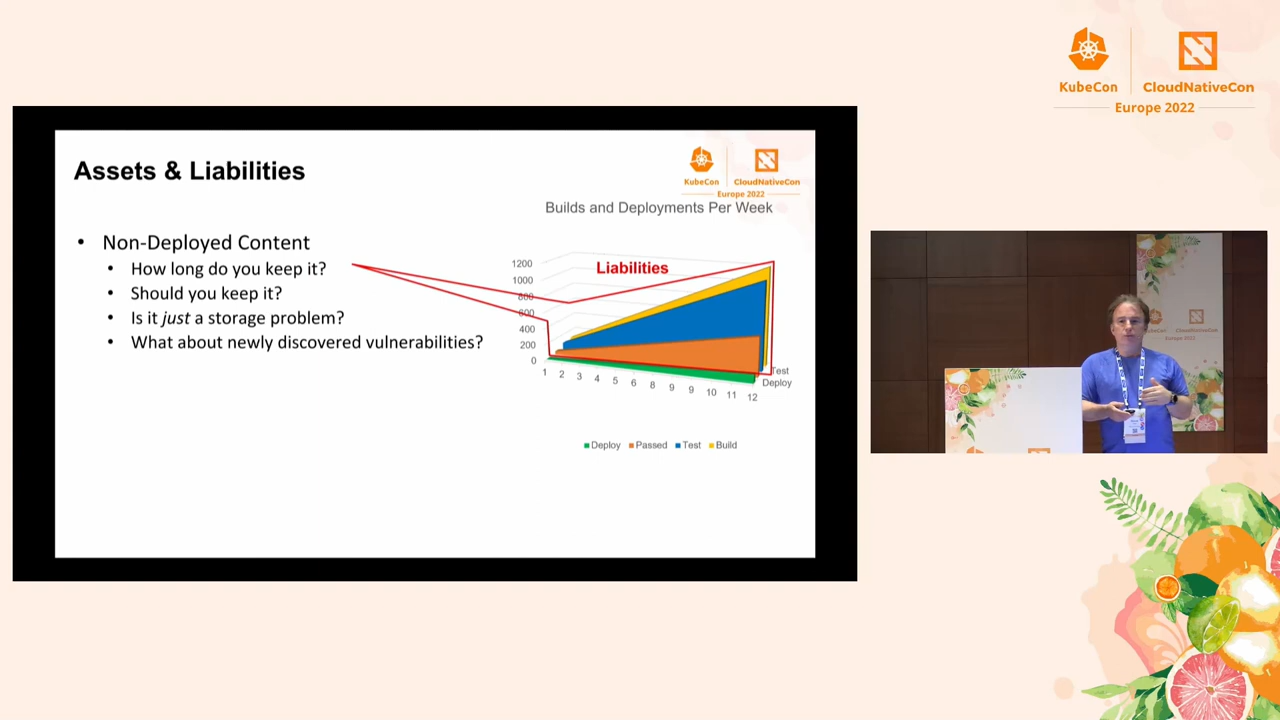 KubeCon
CloudNativeCon
Europe 2022
Assets & Liabilities
KubeCon
CloudNativeCon
Europe 2022
Builds and Deployments Per Week
• Non-Deployed Content
• How long do you keep it?
• Should you keep it?
• Is it just a storage problem?
• What about newly discovered vulnerabilities?
Liabilities
1200
1000
800
600
400
200
0
1 2 3 4 5 6 8 9 9 10 11 12
Test
Deploy
Deploy Passed Test Build